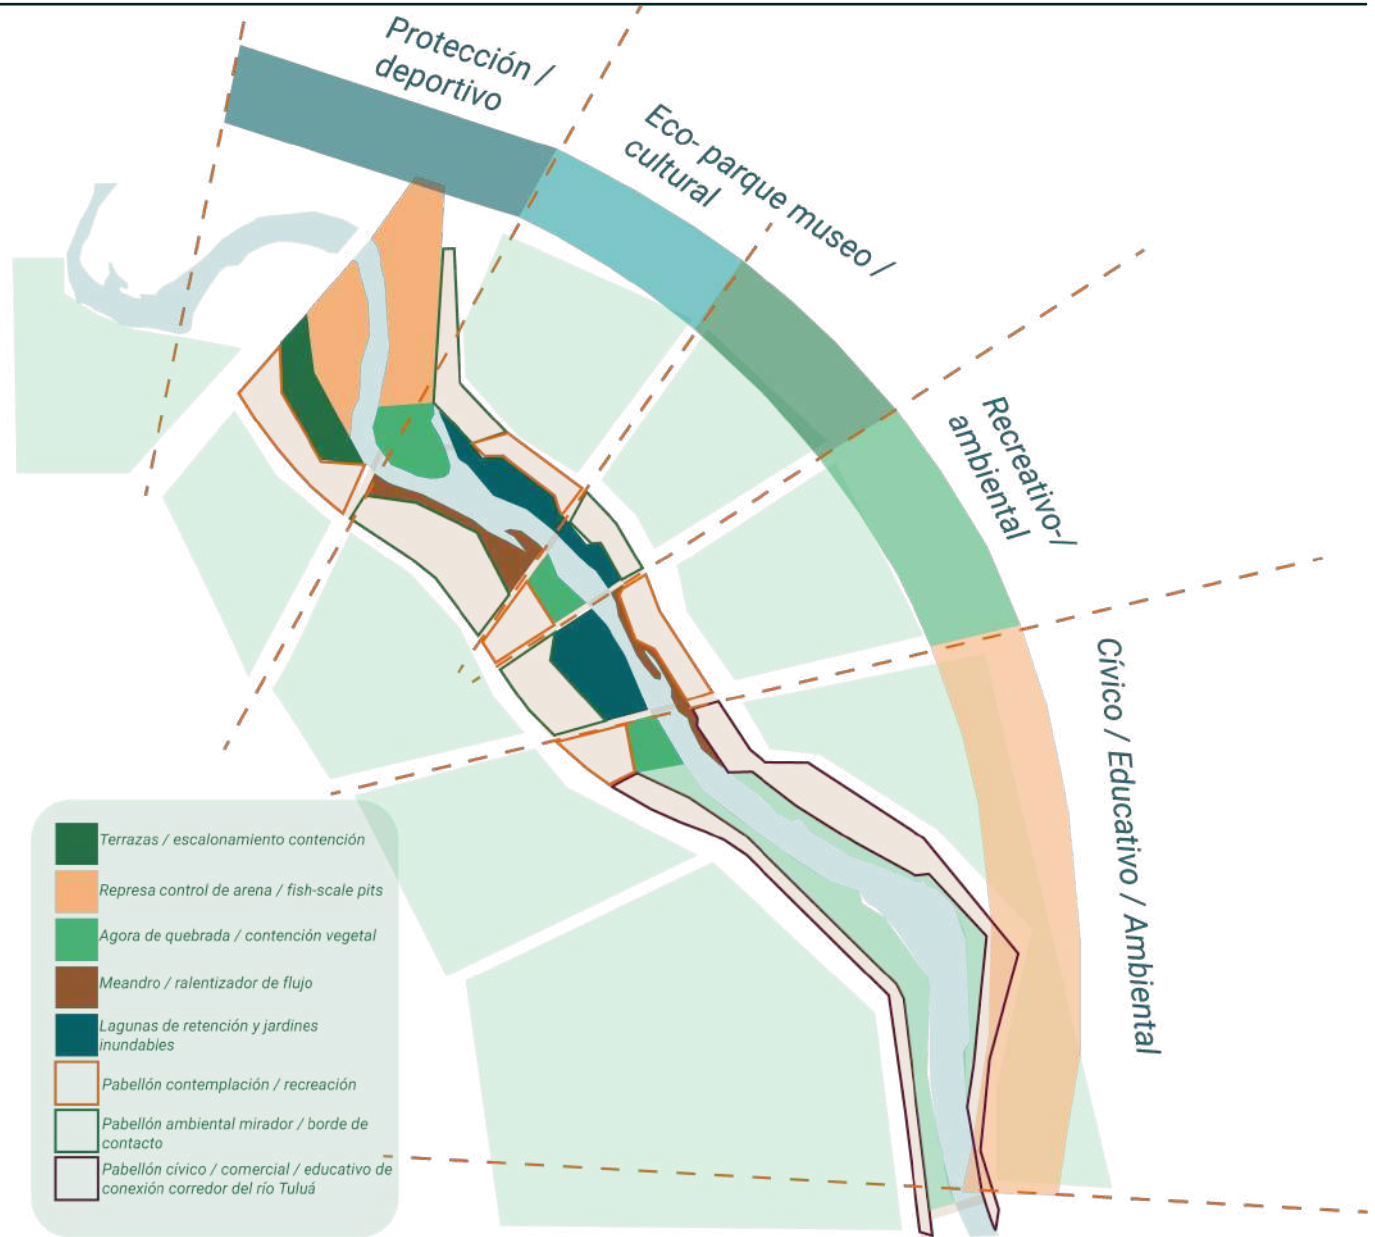 Protección /
deportivo
Eco- parque museo /
cultural
Recreativo-/
ambiental
Cívico / Educativo / Ambiental
Terrazas / escalonamiento contención
Represa control de arena / fish-scale pits
Agora de quebrada / contención vegetal
Meandro / ralentizador de flujo
Lagunas de retención y jardines
inundables
Pabellón contemplación / recreación
Pabellón ambiental mirador / borde de
contacto
Pabellón cívico / comercial / educativo de
conexión corredor del río Tuluá